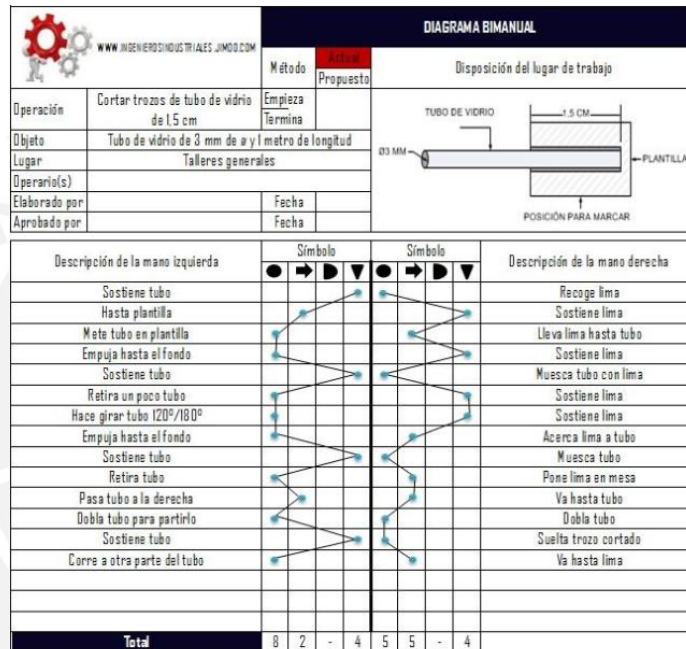 WWW.INGENIEROSINDUSTRIALES.JIMDO.COM
DIAGRAMA BIMANUAL
Método
Actual
Propuesto
Disposición del lugar de trabajo
Operación
Cortar trozos de tubo de vidrio
de 1.5 cm
Empieza
Termina
Objeto
Tubo de vidrio de 3 mm de ø y 1 metro de longitud
Lugar
Talleres generales
Operario(s)
Elaborado por
Fecha
Aprobado por
Fecha
TUBO DE VIDRIO
1,5 CM
Ø3 MM
PLANTILLA
POSICIÓN PARA MARCAR
Descripción de la mano izquierda
Símbolo
Símbolo
Descripción de la mano derecha
Sostiene tubo Recoge lima
Hasta plantilla Sostiene lima
Mete tubo en plantilla Lleva lima hasta tubo
Empuja hasta el fondo Sostiene lima
Sostiene tubo Muesca tubo con lima
Retira un poco tubo Sostiene lima
Hace girar tubo 120º/180º Sostiene lima
Empuja hasta el fondo Acerca lima a tubo
Sostiene tubo Muesca tubo
Retira tubo Pone lima en mesa
Pasa tubo a la derecha Va hasta tubo
Dobla tubo para partirlo Dobla tubo
Sostiene tubo Suelta trozo cortado
Corre a otra parte del tubo Va hasta lima
Total 8 2 - 4 5 5 - 4